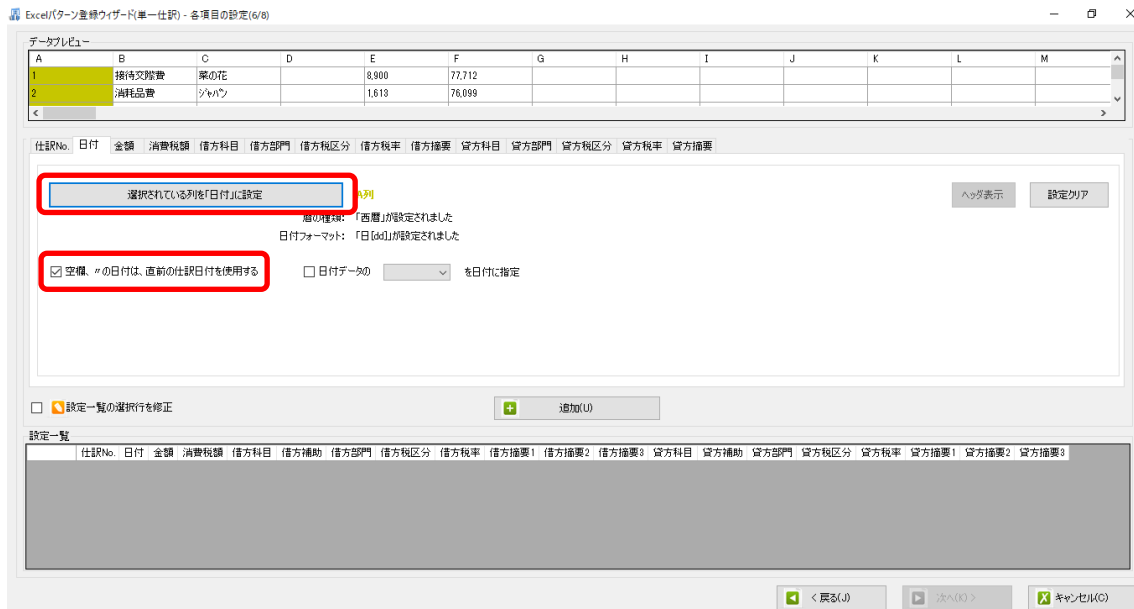 Excelパターン登録ウィザード(単一仕訳) - 各項目の設定(6/8)
データプレビュー
A B C D E F G H I J K L M
1 接待交際費 菜の花 8,900 77,712
2 消耗品費 ジャパン 1,613 76,099
仕訳No. 日付 金額 消費税額 借方科目 借方部門 借方税区分 借方税率 借方摘要 貸方科目 貸方部門 貸方税区分 貸方税率 貸方摘要
選択されている列を「日付」に設定 A列 ヘッダ表示 設定クリア
暦の種類: 「西暦」が設定されました
日付フォーマット: 「日[dd]」が設定されました
空欄、〃の日付は、直前の仕訳日付を使用する 日付データの を日付に指定
設定一覧の選択行を修正 追加(U)
設定一覧
仕訳No. 日付 金額 消費税額 借方科目 借方補助 借方部門 借方税区分 借方税率 借方摘要1 借方摘要2 借方摘要3 貸方科目 貸方補助 貸方部門 貸方税区分 貸方税率 貸方摘要1 貸方摘要2 貸方摘要3
< 戻る(J) 次へ(K) > キャンセル(C)